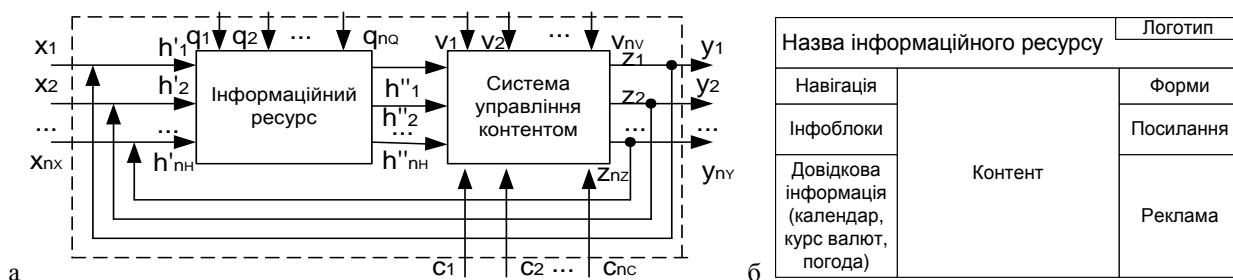 q1 q2 ... qnQ v1 v2 ... vnV
x1 h'1 z1 y1
x2 h'2 h''1 z2 y2
Інформаційний
ресурс
h''2
Система
управління
контентом
... ... ... ... ...
xnX h'nH h''nH znZ ynY
c1 c2 ... cnC
а
Назва інформаційного ресурсу
Логотип
Навігація
Інфоблоки
Довідкова
інформація
(календар,
курс валют,
погода)
Контент
Форми
Посилання
Реклама
б